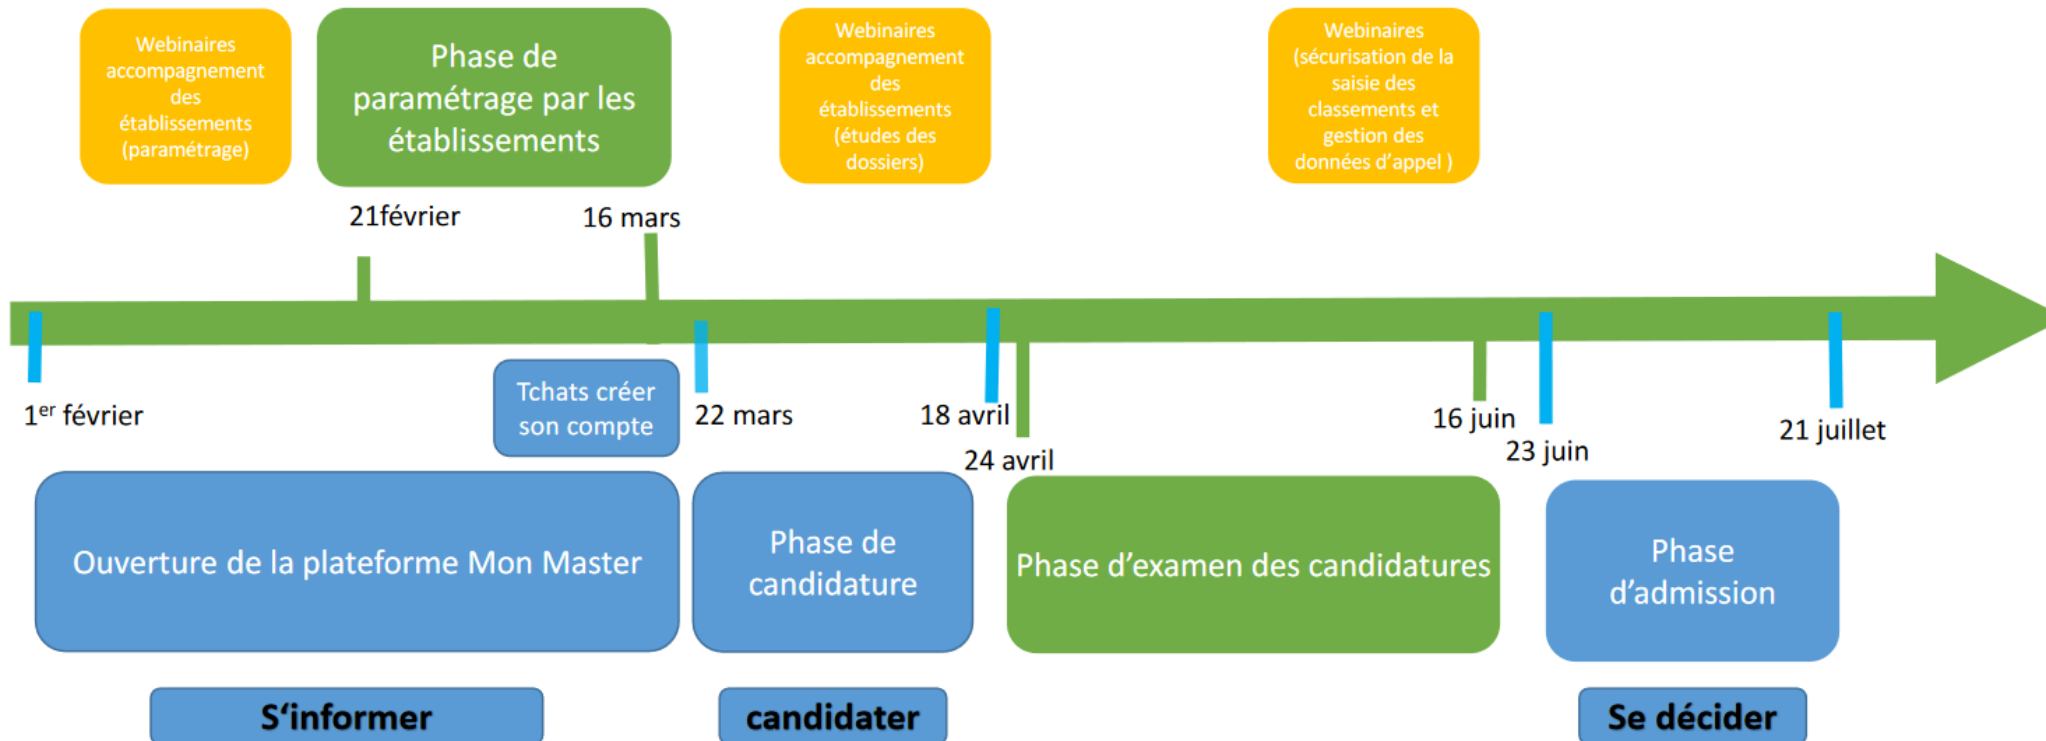 Webinaires
accompagnement
des
établissements
(paramétrage)
Phase de
paramétrage par les
établissements
Webinaires
accompagnement
des
établissements
(études des
dossiers)
Webinaires
(sécurisation de la
saisie des
classements et
gestion des
données d'appel )
21février
16 mars
Tchats créer
son compte
1er février
22 mars
18 avril
24 avril
16 juin
23 juin
21 juillet
Ouverture de la plateforme Mon Master
Phase de
candidature
Phase d'examen des candidatures
Phase
d'admission
S‘informer
candidater
Se décider